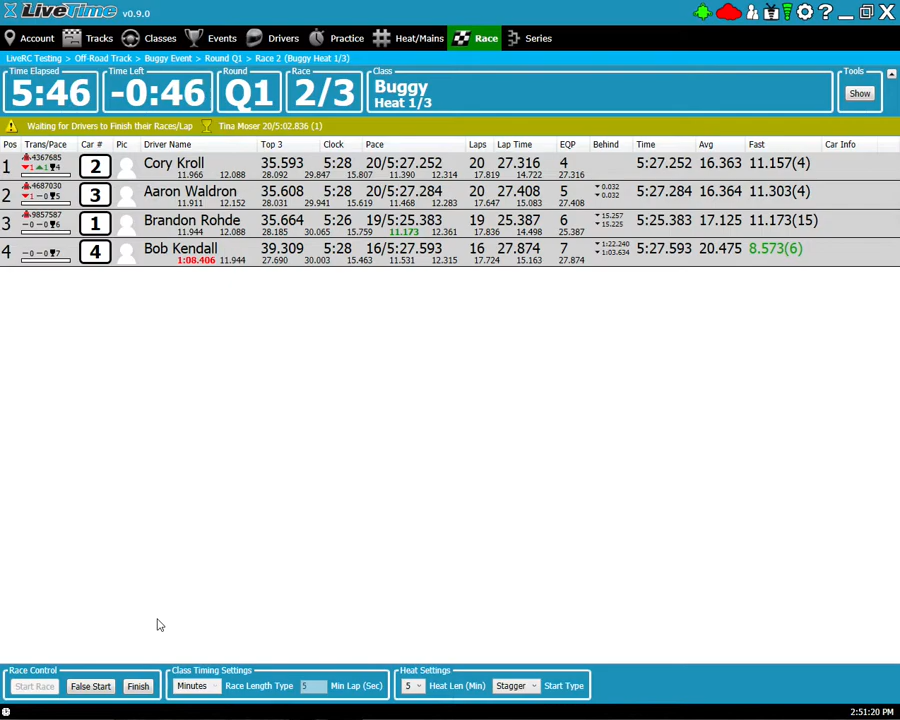 LiveTime v0.9.0
Account Tracks Classes Events Drivers Practice Heat/Mains Race Series
LiveRC Testing > Off-Road Track > Buggy Event > Round Q1 > Race 2 (Buggy Heat 1/3)
Time Elapsed Time Left Round Race Class Tools
5:46 -0:46 Q1 2/3 Buggy
Heat 1/3
Show
Waiting for Drivers to Finish their Races/Lap Tina Moser 20/5:02.836 (1)
Pos Trans/Pace Car # Pic Driver Name Top 3 Clock Pace Laps Lap Time EQP Behind Time Avg Fast Car Info
1 4367685 1 1 4 2 Cory Kroll 35.593 5:28 20/5:27.252 20 27.316 4 5:27.252 16.363 11.157(4)
11.966 12.088 28.092 29.847 15.807 11.390 12.314 17.819 14.722 27.316
2 4687030 1 0 5 3 Aaron Waldron 35.608 5:28 20/5:27.284 20 27.408 5 0.032 5:27.284 16.364 11.303(4)
11.911 12.152 28.031 29.941 15.619 11.468 12.283 17.647 15.083 27.408 0.032
3 9857587 0 0 6 1 Brandon Rohde 35.664 5:26 19/5:25.383 19 25.387 6 15.257 5:25.383 17.125 11.173(15)
11.944 12.088 28.185 30.065 15.759 11.173 12.361 17.836 14.498 25.387 15.225
4 0 0 7 4 Bob Kendall 39.309 5:28 16/5:27.593 16 27.874 7 1:22.240 5:27.593 20.475 8.573(6)
1:08.406 11.944 27.690 30.003 15.463 11.531 12.315 17.724 15.163 27.874 1:03.634
Race Control Class Timing Settings Heat Settings
Start Race False Start Finish Minutes Race Length Type 5 Min Lap (Sec) 5 Heat Len (Min) Stagger Start Type
2:51:20 PM